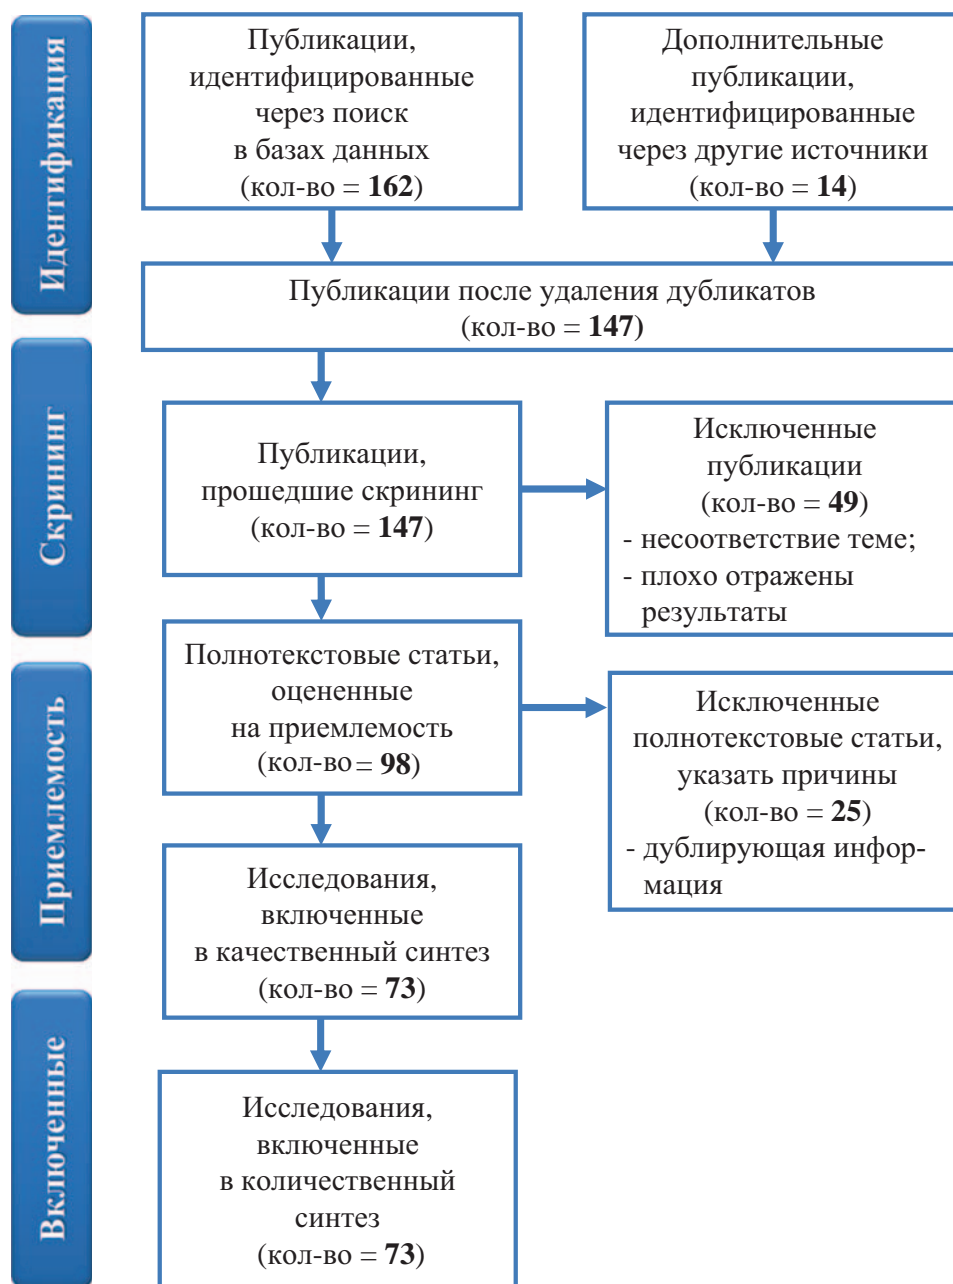 Идентификация
Публикации,
идентифицированные
через поиск
в базах данных
(кол-во = 162)
Дополнительные
публикации,
идентифицированные
через другие источники
(кол-во = 14)
Публикации после удаления дубликатов
(кол-во = 147)
Скрининг
Публикации,
прошедшие скрининг
(кол-во = 147)
Исключенные
публикации
(кол-во = 49)
- несоответствие теме;
- плохо отражены
результаты
Приемлемость
Полнотекстовые статьи,
оцененные
на приемлемость
(кол-во = 98)
Исключенные
полнотекстовые статьи,
указать причины
(кол-во = 25)
- дублирующая инфор-
мация
Исследования,
включенные
в качественный синтез
(кол-во = 73)
Включенные
Исследования,
включенные
в количественный
синтез
(кол-во = 73)